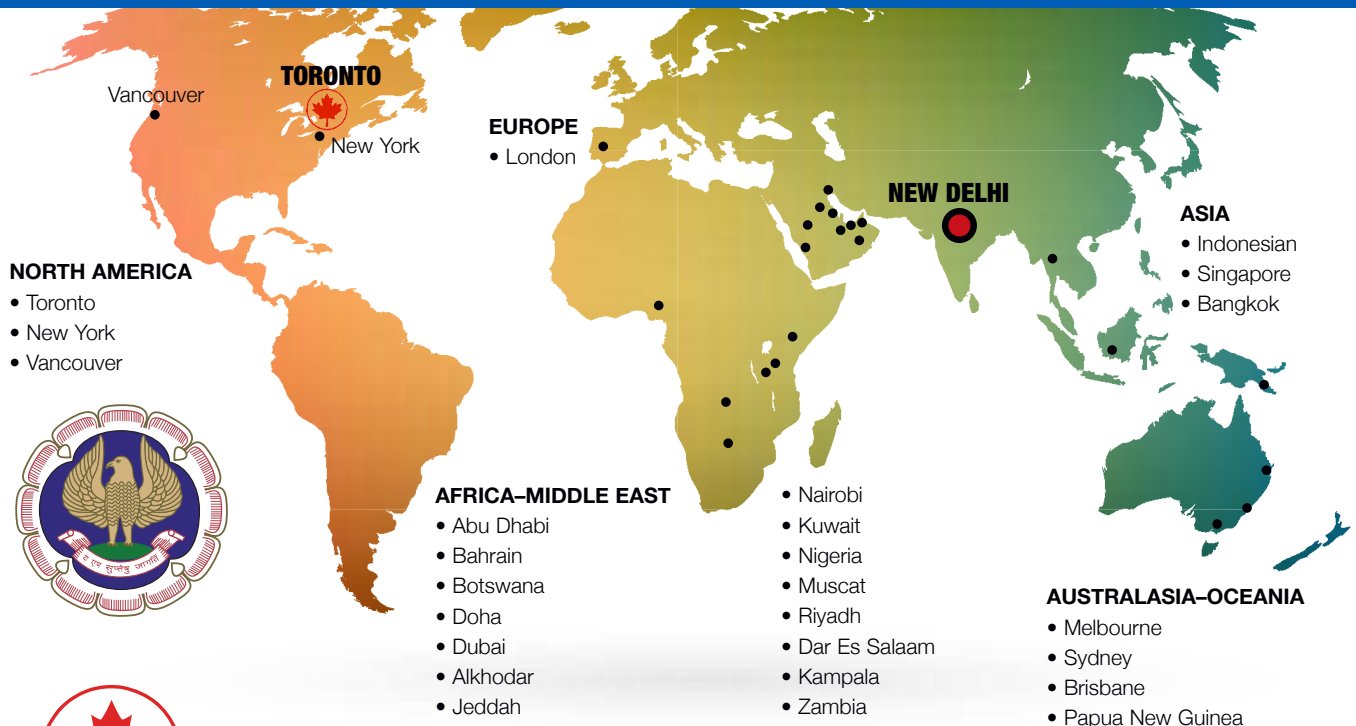 TORONTO
Vancouver
New York
EUROPE
• London
NEW DELHI
ASIA
• Indonesian
• Singapore
• Bangkok
NORTH AMERICA
• Toronto
• New York
• Vancouver
य एष सुप्तेषु जागर्ति
AFRICA–MIDDLE EAST
• Abu Dhabi
• Bahrain
• Botswana
• Doha
• Dubai
• Alkhodar
• Jeddah
• Nairobi
• Kuwait
• Nigeria
• Muscat
• Riyadh
• Dar Es Salaam
• Kampala
• Zambia
AUSTRALASIA–OCEANIA
• Melbourne
• Sydney
• Brisbane
• Papua New Guinea